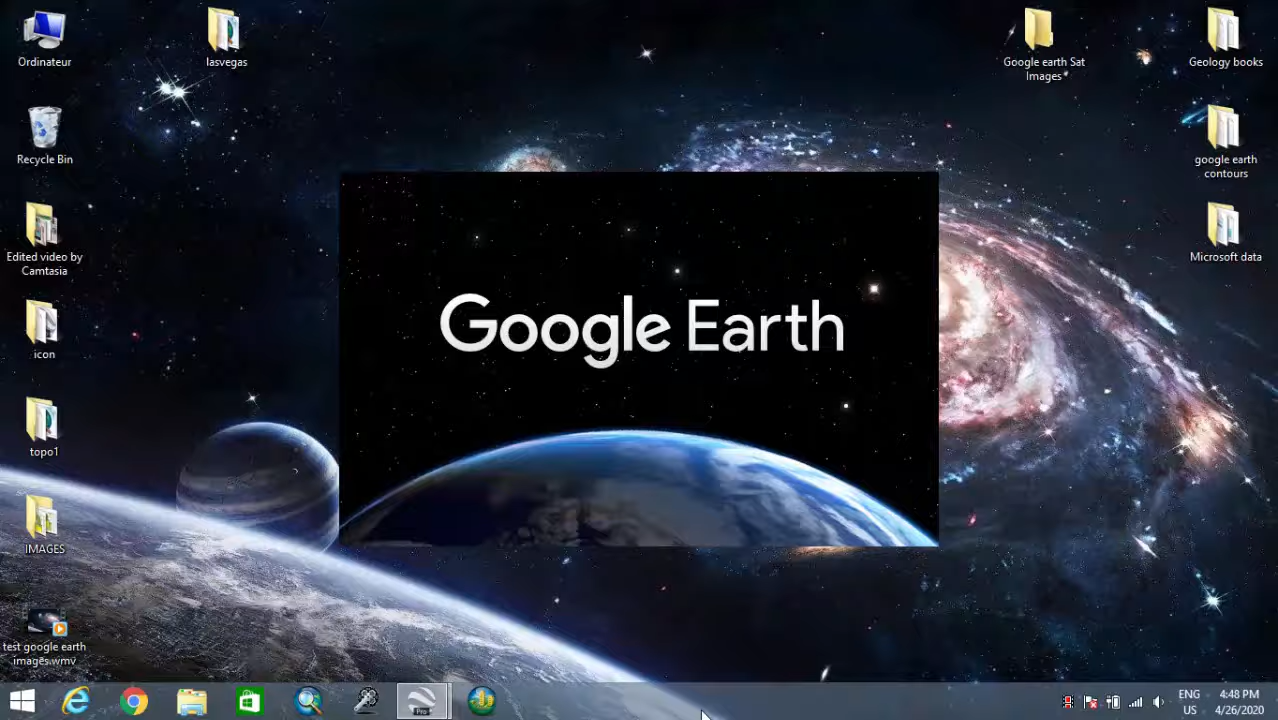 Ordinateur
lasvegas
Google earth Sat
Images
Geology books
Recycle Bin
google earth
contours
Edited video by
Camtasia
Microsoft data
Google Earth
icon
topo1
IMAGES
test google earth
images.wmv
Pro
ENG
US
4:48 PM
4/26/2020